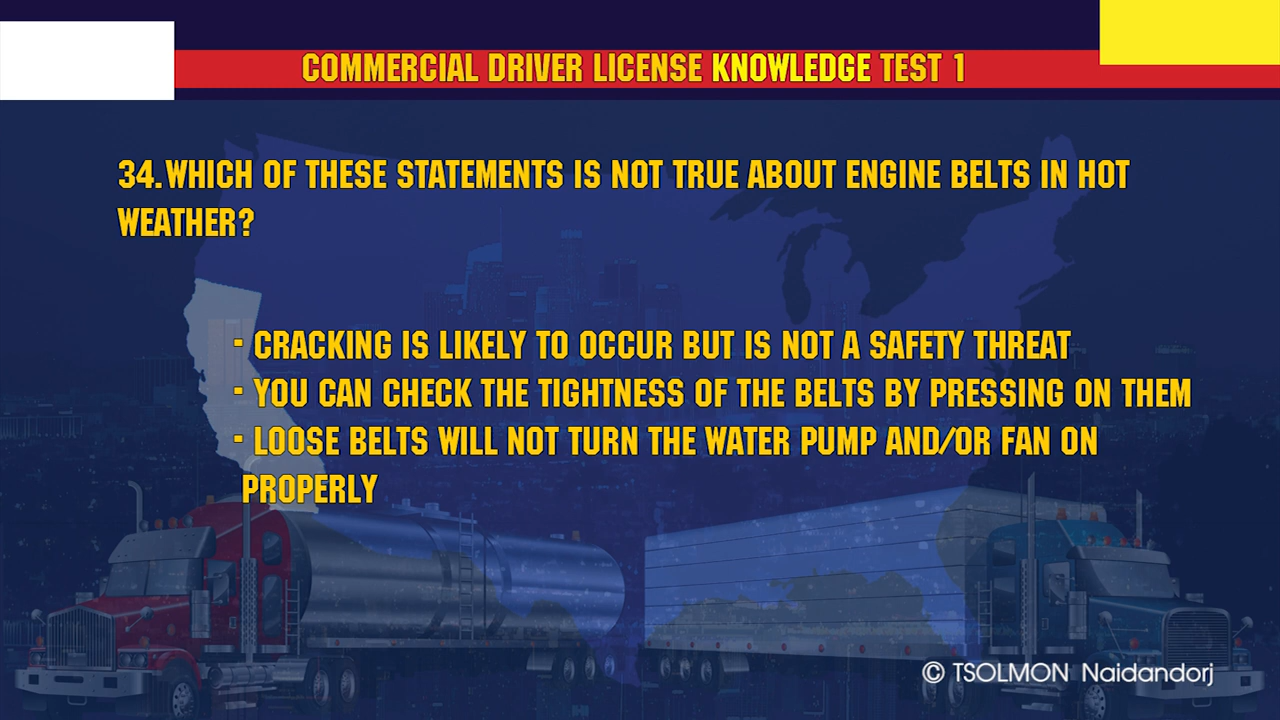 COMMERCIAL DRIVER LICENSE KNOWLEDGE TEST 1
34. WHICH OF THESE STATEMENTS IS NOT TRUE ABOUT ENGINE BELTS IN HOT
WEATHER?
· CRACKING IS LIKELY TO OCCUR BUT IS NOT A SAFETY THREAT
· YOU CAN CHECK THE TIGHTNESS OF THE BELTS BY PRESSING ON THEM
· LOOSE BELTS WILL NOT TURN THE WATER PUMP AND/OR FAN ON
PROPERLY
© TSOLMON Naidandorj